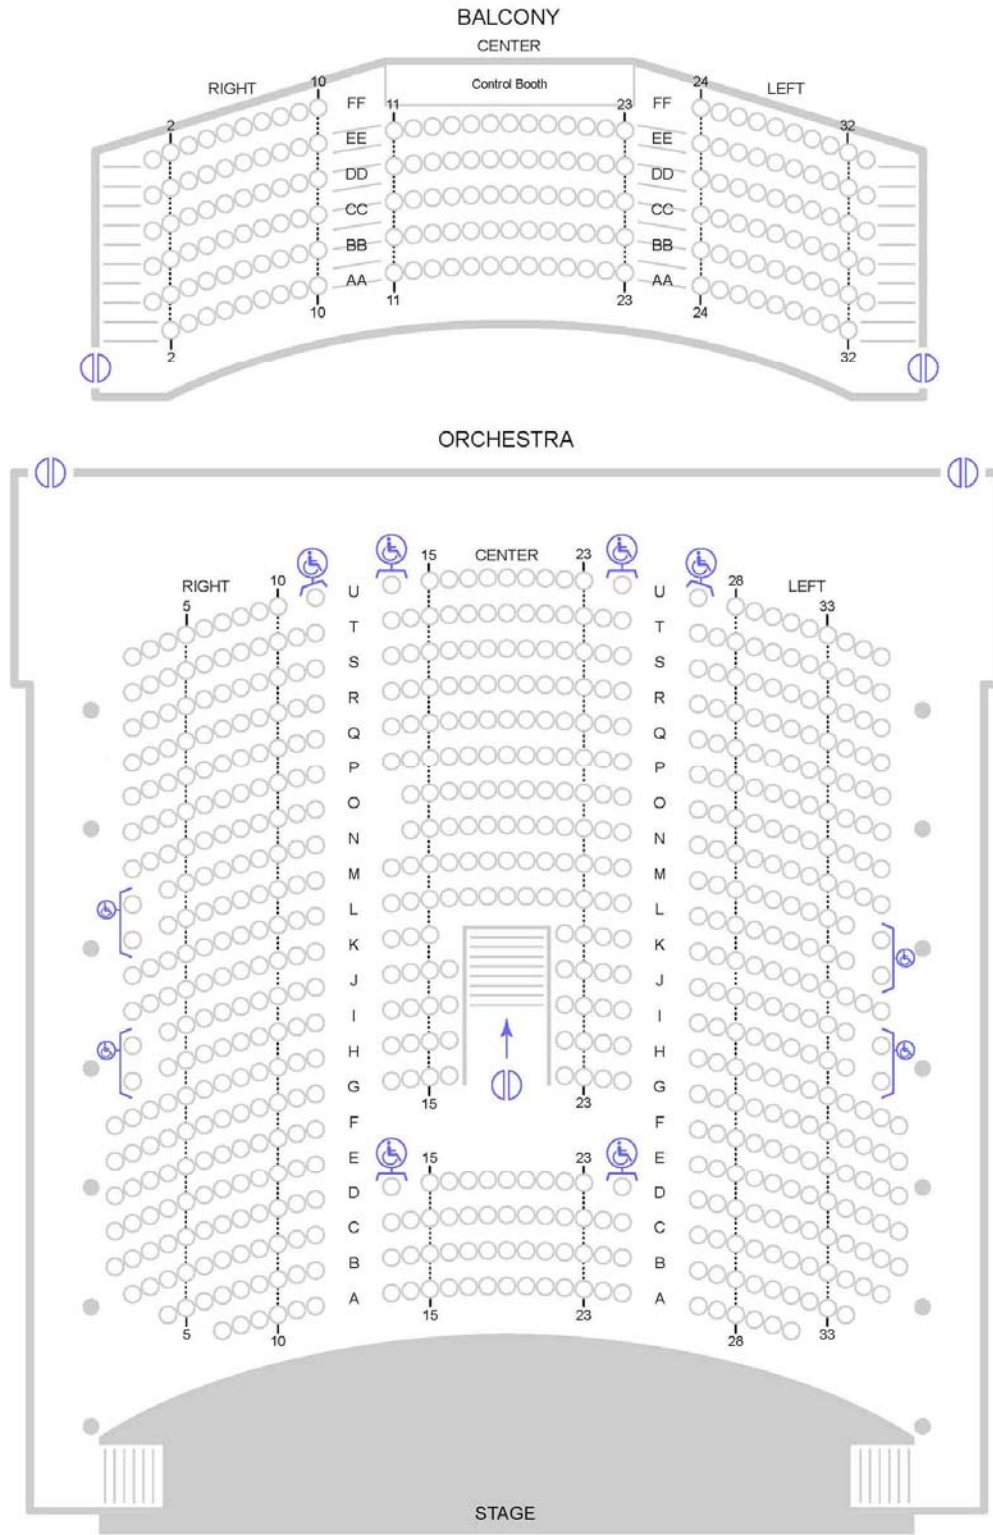 BALCONY
CENTER
RIGHT
10
Control Booth
24
LEFT
2
FF
11
23
FF
32
EE
EE
DD
DD
CC
CC
BB
BB
AA
AA
10
11
23
24
2
32
ORCHESTRA
15
CENTER
23
RIGHT
10
28
LEFT
5
33
U
U
T
T
S
S
R
R
Q
Q
P
P
O
O
N
N
M
M
L
L
K
K
J
J
I
I
H
H
G
G
15
23
F
F
E
15
23
E
D
D
C
C
B
B
A
A
15
23
5
10
28
33
STAGE